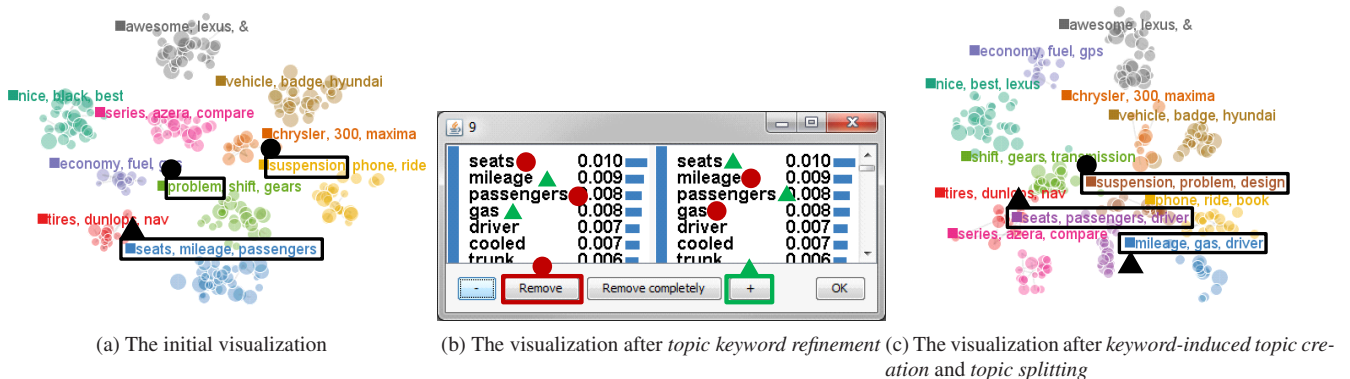 awesome, lexus, &
vehicle, badge, hyundai
nice, black, best
series, azera, compare
chrysler, 300, maxima
economy, fuel, gps
suspension, phone, ride
problem, shift, gears
tires, dunlops, nav
seats, mileage, passengers
(a) The initial visualization
9
seats 0.010
mileage 0.009
passengers 0.008
gas 0.008
driver 0.007
cooled 0.007
trunk 0.006
seats 0.010
mileage 0.009
passengers 0.008
gas 0.008
driver 0.007
cooled 0.007
trunk 0.006
- Remove Remove completely + OK
(b) The visualization after topic keyword refinement
awesome, lexus, &
economy, fuel, gps
nice, best, lexus
chrysler, 300, maxima
vehicle, badge, hyundai
shift, gears, transmission
suspension, problem, design
tires, dunlops, nav
phone, ride, book
seats, passengers, driver
series, azera, compare
mileage, gas, driver
(c) The visualization after keyword-induced topic cre-
ation and topic splitting